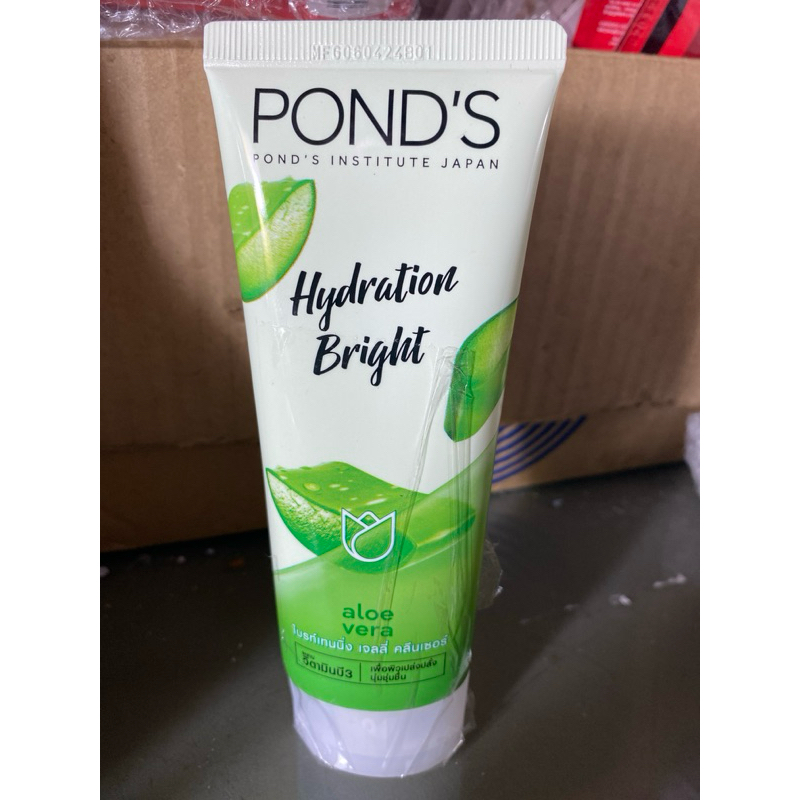 MF6060424801
POND'S
POND'S INSTITUTE JAPAN
Hydration
Bright
aloe
vera
ไบรท์เทนนิ่ง เจลลี่ คลีนเซอร์
วิตามินบี3
เพื่อผิวเปล่งปลั่ง
นุ่มชุ่มชื้น